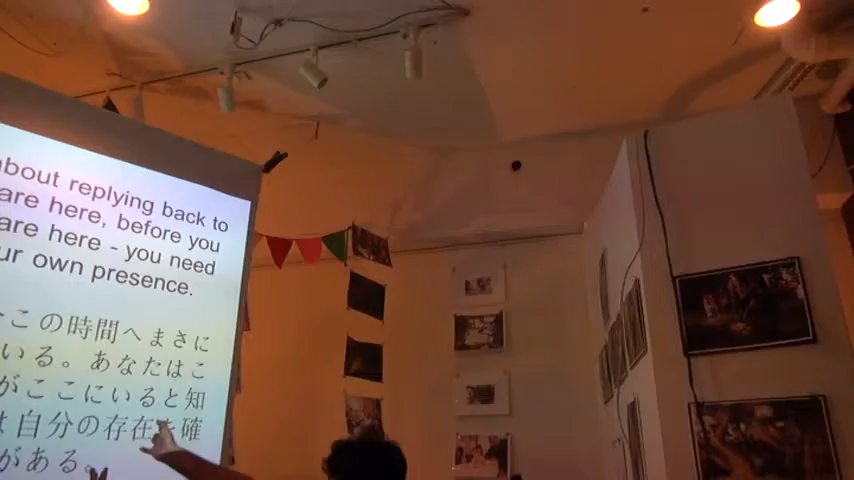 about replying back to
are here, before you
are here - you need
own presence.
この時間へまさに
いる。あなたはこ
がここにいると知
は自分の存在を確
がある。